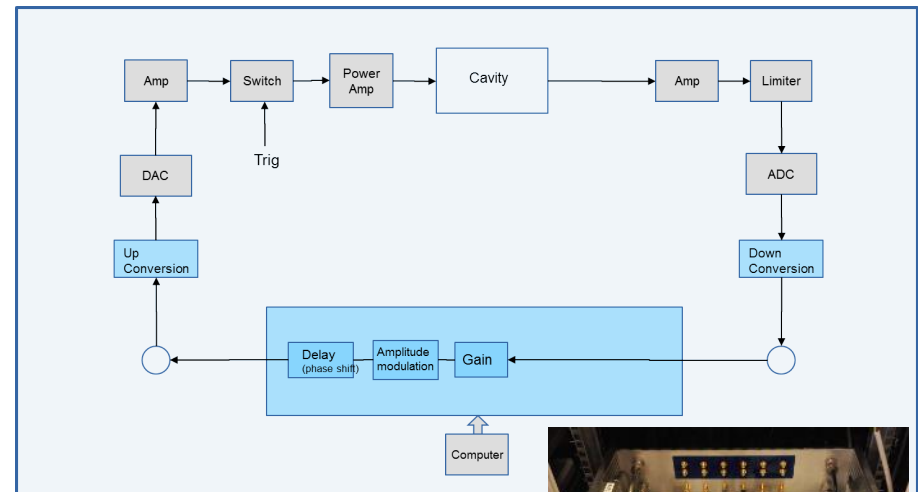 Amp
Switch
Power
Amp
Cavity
Amp
Limiter
Trig
DAC
ADC
Up
Conversion
Down
Conversion
Delay
(phase shift)
Amplitude
modulation
Gain
Computer